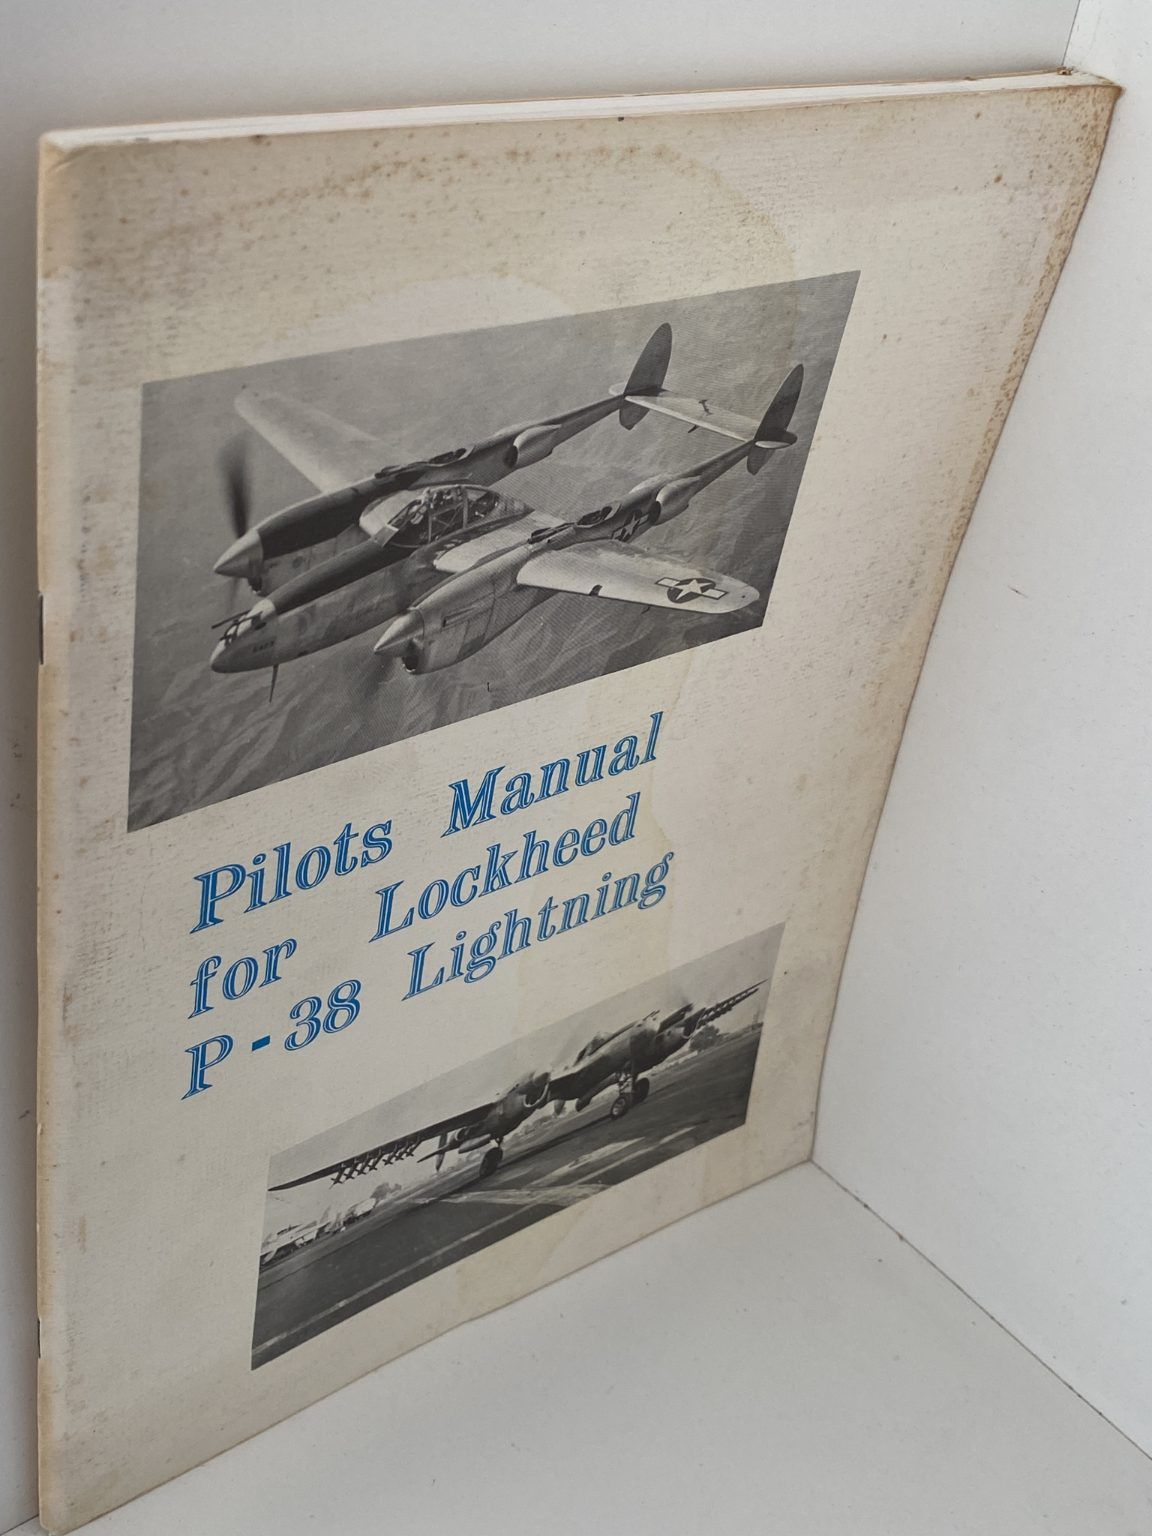 Pilots Manual
for Lockheed
P-38 Lightning